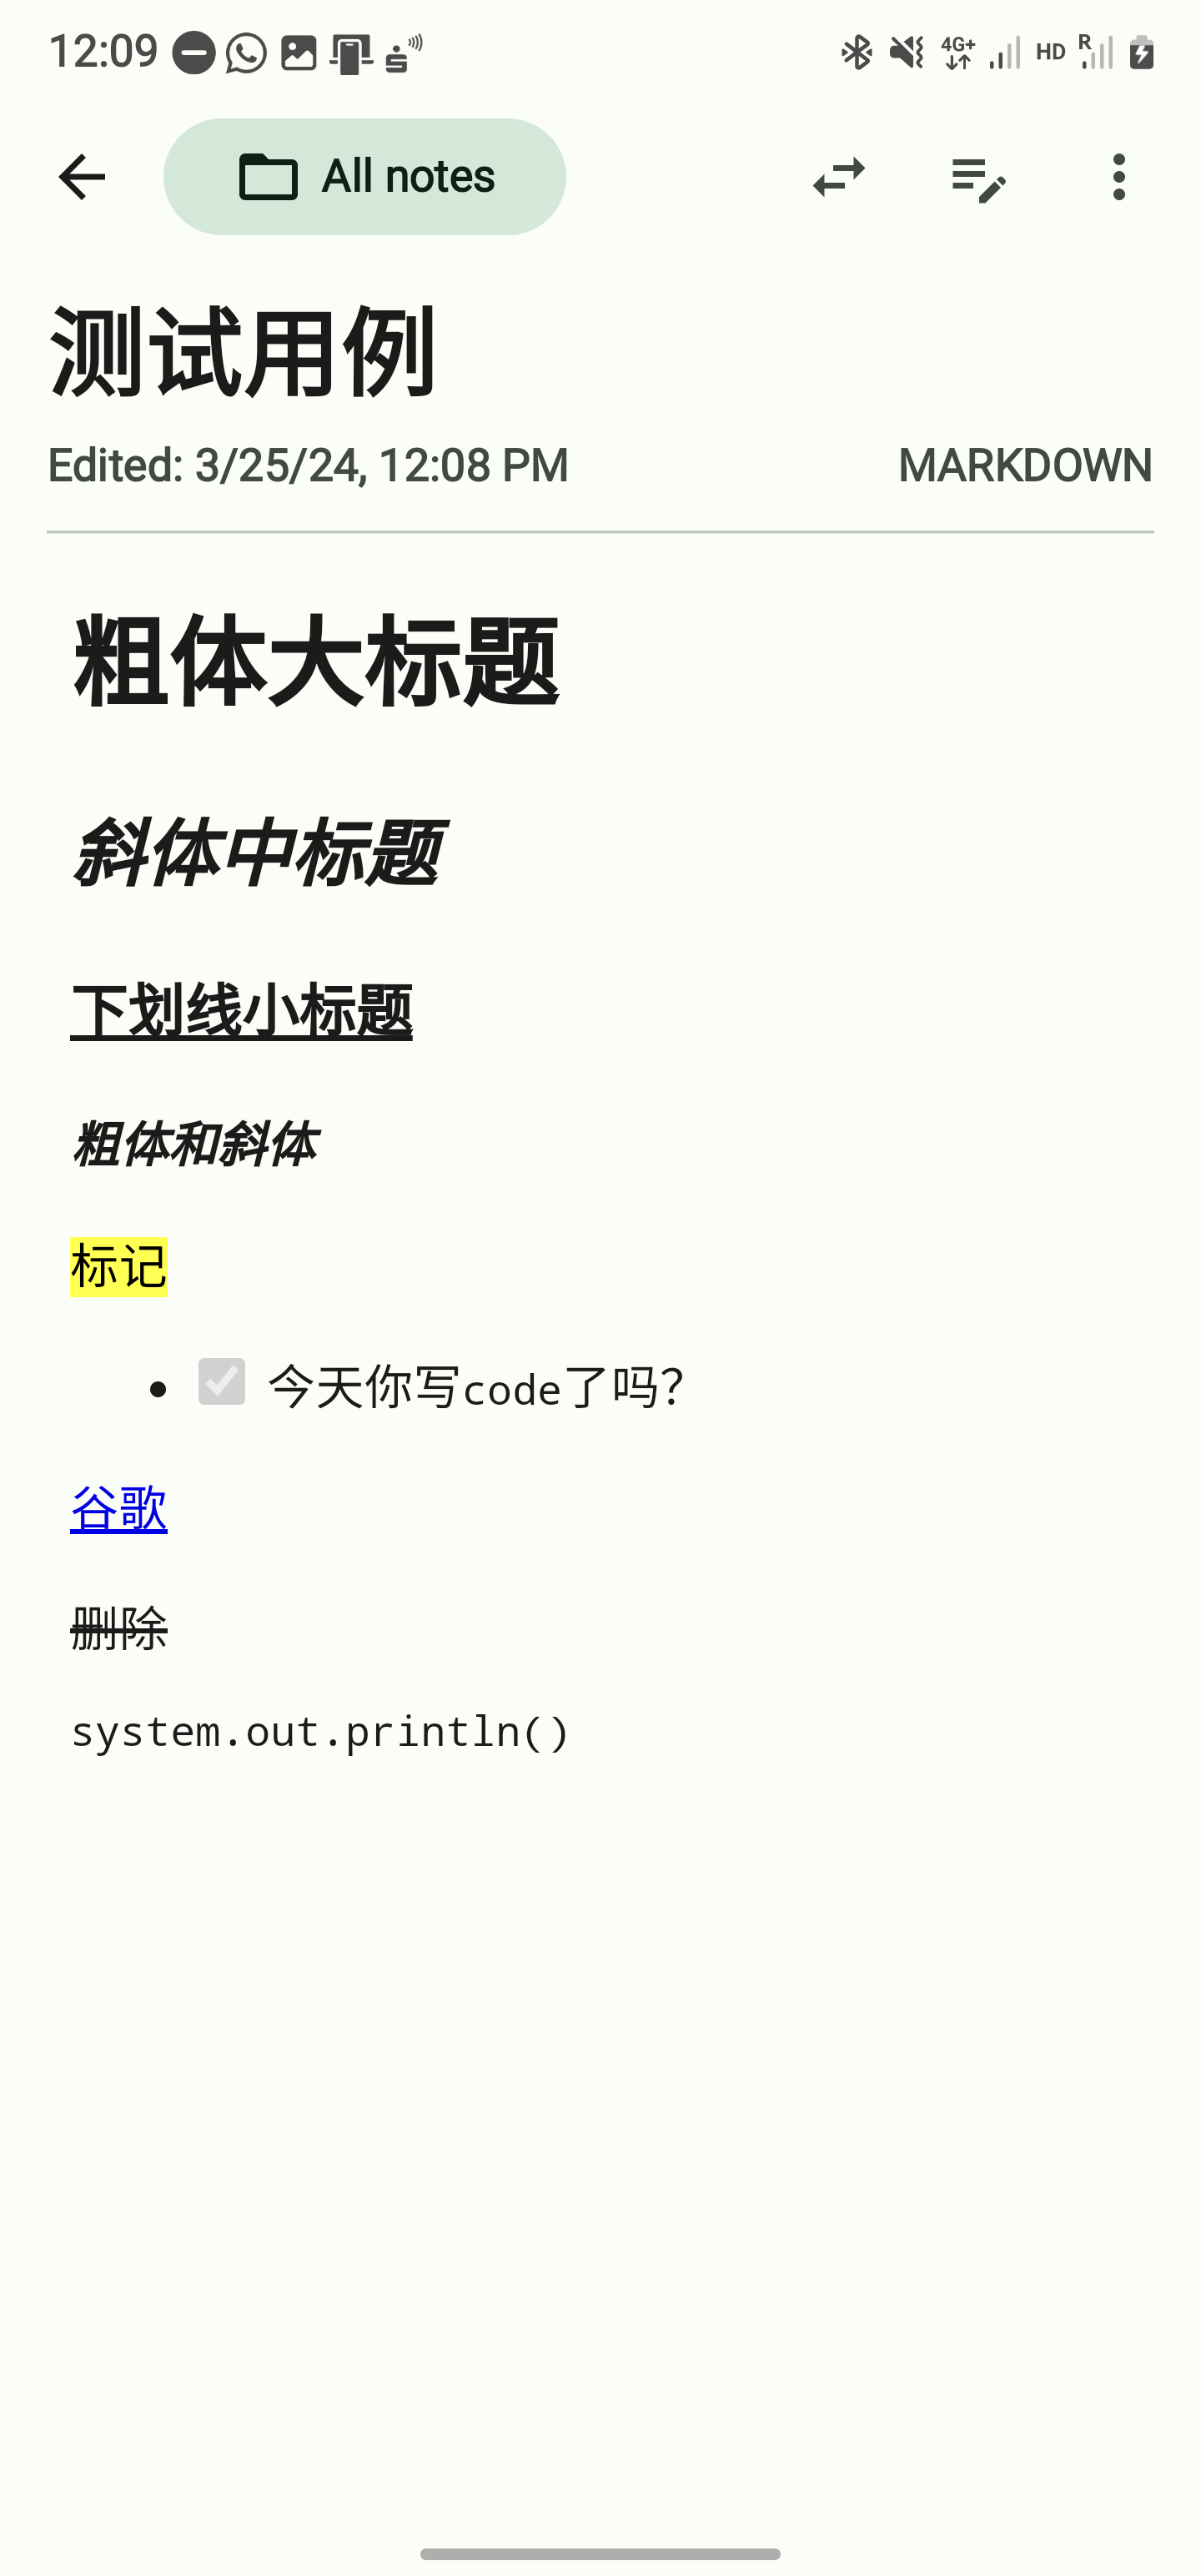 12:09
4G+ HD R
All notes
测试用例
Edited: 3/25/24, 12:08 PM
MARKDOWN
粗体大标题
斜体中标题
下划线小标题
粗体和斜体
标记
今天你写code了吗？
谷歌
删除
system.out.println()